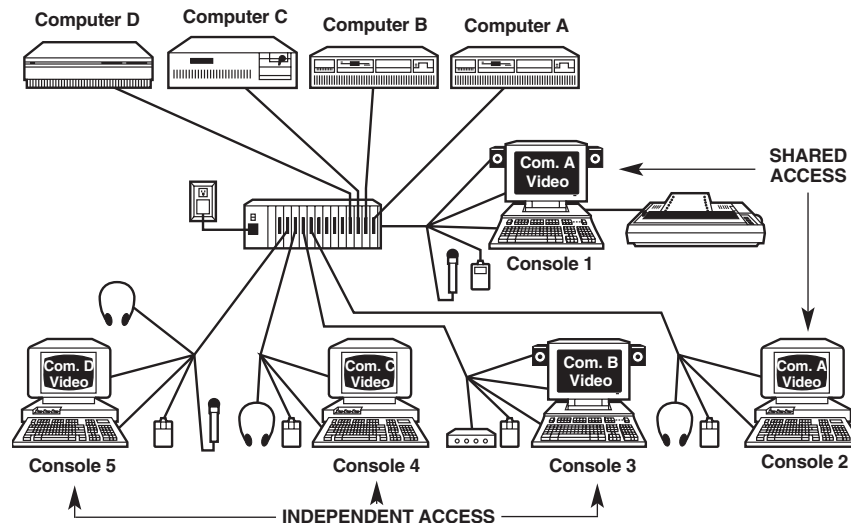 Computer D
Computer C
Computer B
Computer A
Com. A
Video
SHARED
ACCESS
Console 1
Com. D
Video
Com. C
Video
Com. B
Video
Com. A
Video
Console 5
Console 4
Console 3
Console 2
INDEPENDENT ACCESS